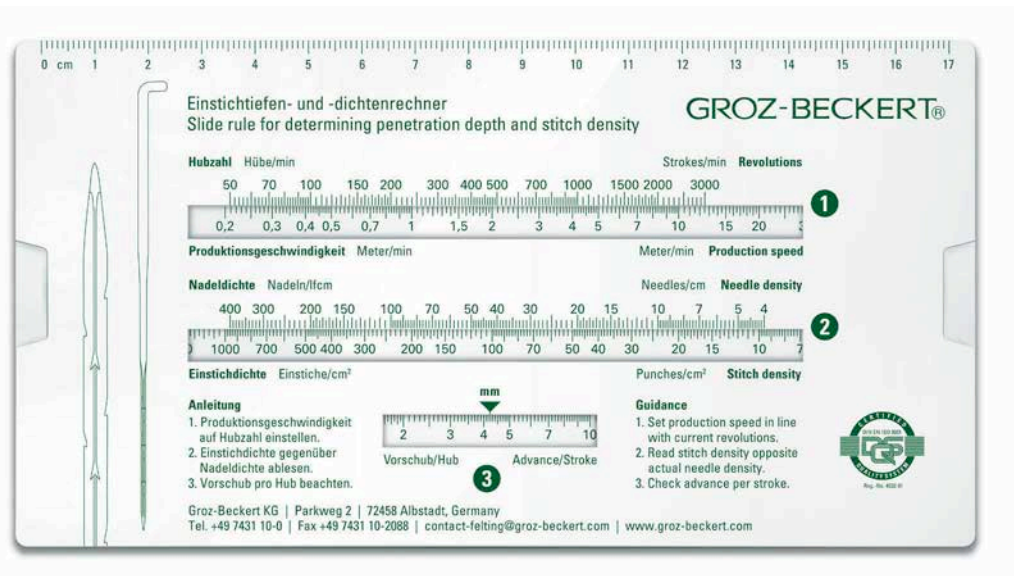 0 cm 1 2 3 4 5 6 7 8 9 10 11 12 13 14 15 16 17
Einstichtiefen- und -dichtenrechner
Slide rule for determining penetration depth and stitch density
GROZ-BECKERT®
Hubzahl Hübe/min Strokes/min Revolutions
50 70 100 150 200 300 400 500 700 1000 1500 2000 3000
1
0,2 0,3 0,4 0,5 0,7 1 1,5 2 3 4 5 7 10 15 20
Produktionsgeschwindigkeit Meter/min Meter/min Production speed
Nadeldichte Nadeln/lfcm Needles/cm Needle density
400 300 200 150 100 70 50 40 30 20 15 10 7 5 4
2
1000 700 500 400 300 200 150 100 70 50 40 30 20 15 10 7
Einstichdichte Einstiche/cm² Punches/cm² Stitch density
Anleitung
1. Produktionsgeschwindigkeit
auf Hubzahl einstellen.
2. Einstichdichte gegenüber
Nadeldichte ablesen.
3. Vorschub pro Hub beachten.
mm
2 3 4 5 7 10
Vorschub/Hub Advance/Stroke
3
Guidance
1. Set production speed in line
with current revolutions.
2. Read stitch density opposite
actual needle density.
3. Check advance per stroke.
CERTIFIED
DQS
QUALITYSYSTEM
Groz-Beckert KG | Parkweg 2 | 72458 Albstadt, Germany
Tel. +49 7431 10-0 | Fax +49 7431 10-2088 | contact-felting@groz-beckert.com | www.groz-beckert.com